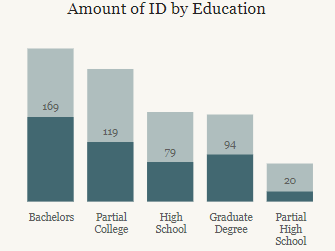 Amount of ID by Education
169
119
79
94
20
Bachelors
Partial
College
High
School
Graduate
Degree
Partial
High
School